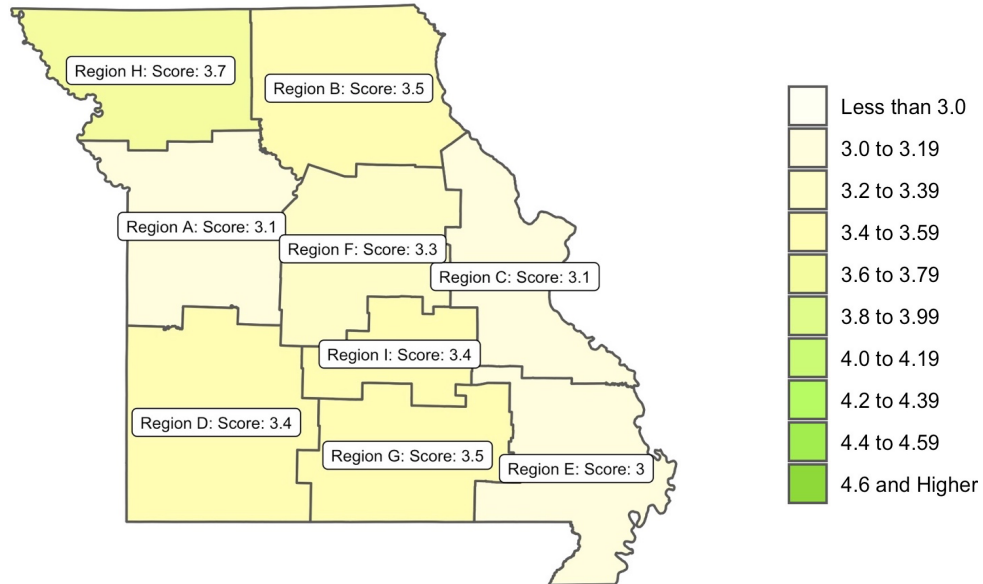 Region H: Score: 3.7
Region B: Score: 3.5
Region A: Score: 3.1
Region F: Score: 3.3
Region C: Score: 3.1
Region I: Score: 3.4
Region D: Score: 3.4
Region G: Score: 3.5
Region E: Score: 3
Less than 3.0
3.0 to 3.19
3.2 to 3.39
3.4 to 3.59
3.6 to 3.79
3.8 to 3.99
4.0 to 4.19
4.2 to 4.39
4.4 to 4.59
4.6 and Higher